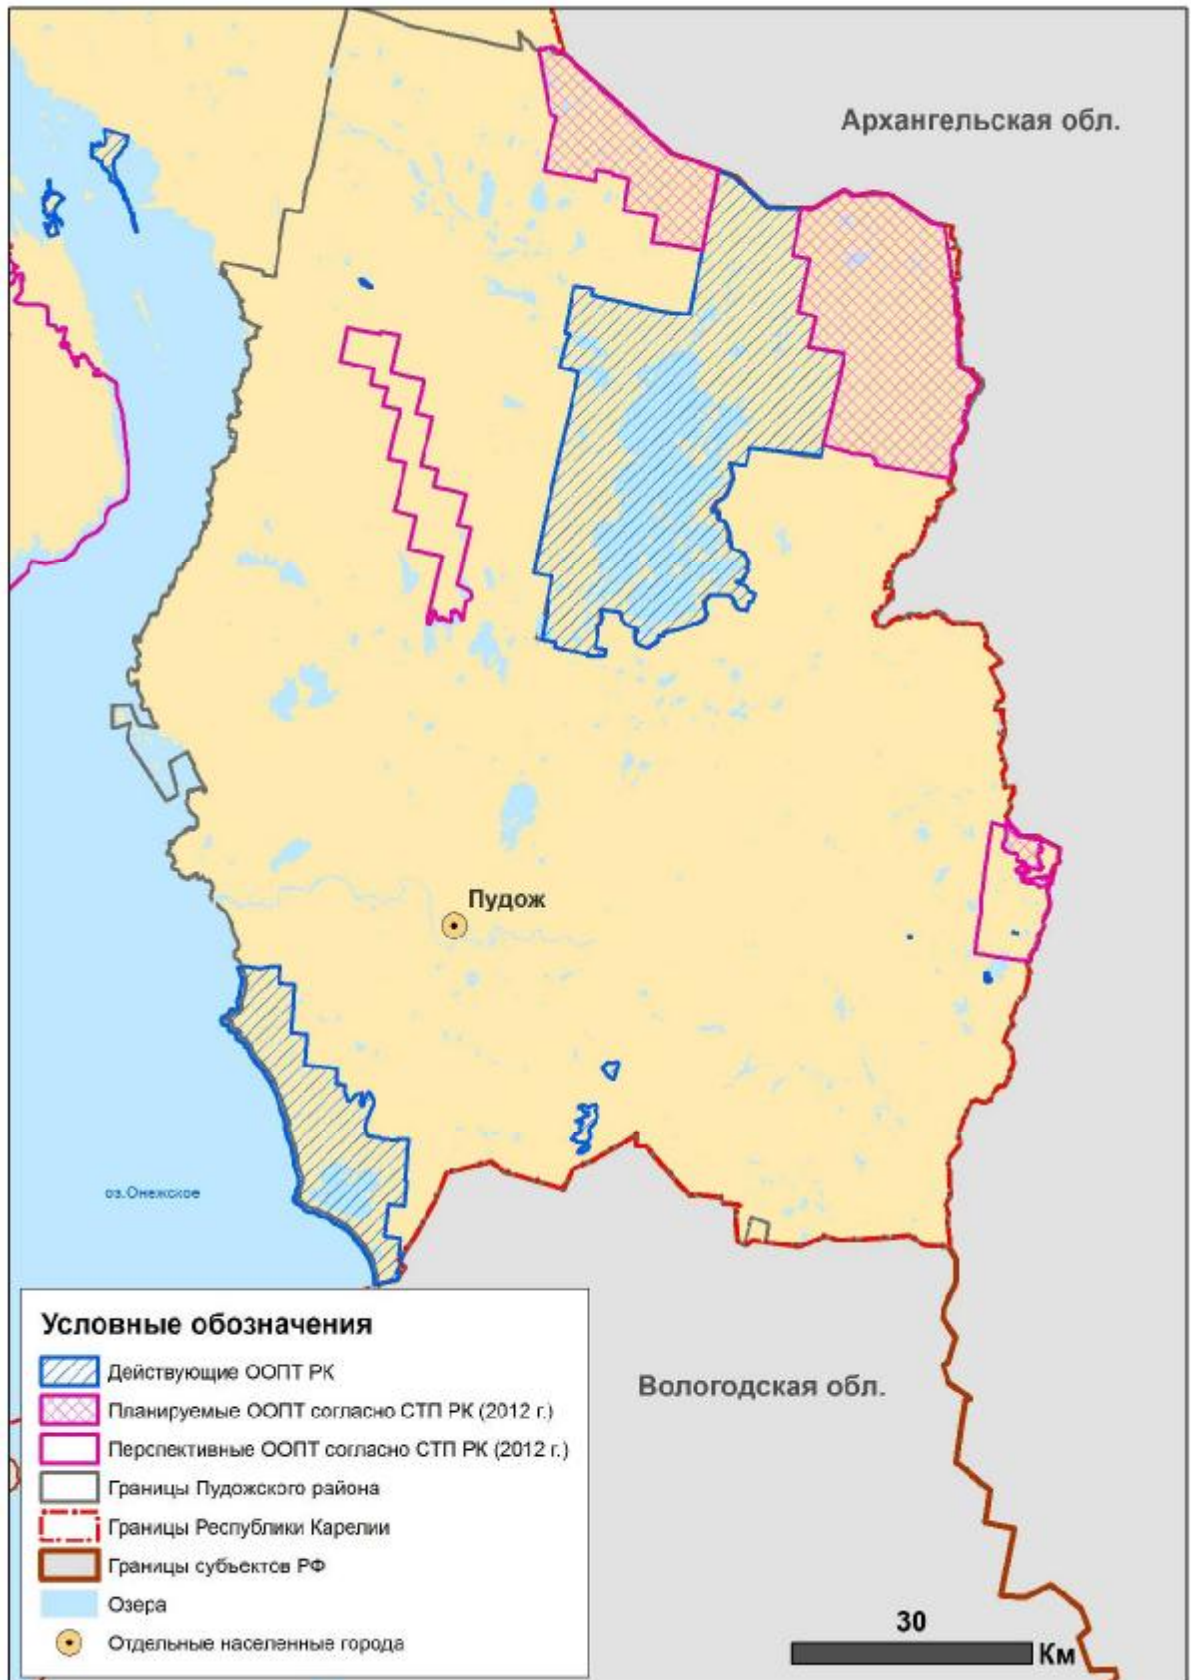 Архангельская обл.
Пудож
оз.Онежское
Вологодская обл.
Условные обозначения
Действующие ООПТ РК
Планируемые ООПТ согласно СТП РК (2012 г.)
Перспективные ООПТ согласно СТП РК (2012 г.)
Границы Пудожского района
Границы Республики Карелии
Границы субъектов РФ
Озера
Отдельные населенные города
30
Км